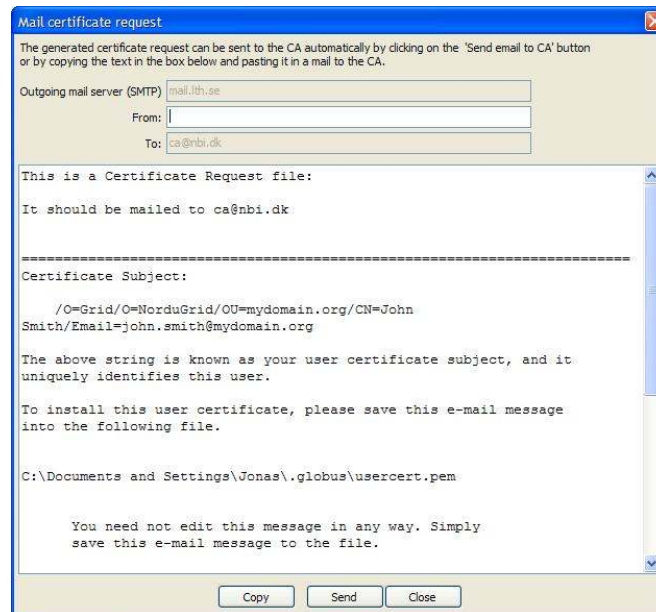 Mail certificate request
The generated certificate request can be sent to the CA automatically by clicking on the 'Send email to CA' button
or by copying the text in the box below and pasting it in a mail to the CA.
Outgoing mail server (SMTP) mail.lth.se
From:
To: ca@nbi.dk
This is a Certificate Request file:
It should be mailed to ca@nbi.dk
=========================================================================
Certificate Subject:
/O=Grid/O=NorduGrid/OU=mydomain.org/CN=John
Smith/Email=john.smith@mydomain.org
The above string is known as your user certificate subject, and it
uniquely identifies this user.
To install this user certificate, please save this e-mail message
into the following file.
C:\Documents and Settings\Jonas\.globus\usercert.pem
You need not edit this message in any way. Simply
save this e-mail message to the file.
Copy Send Close